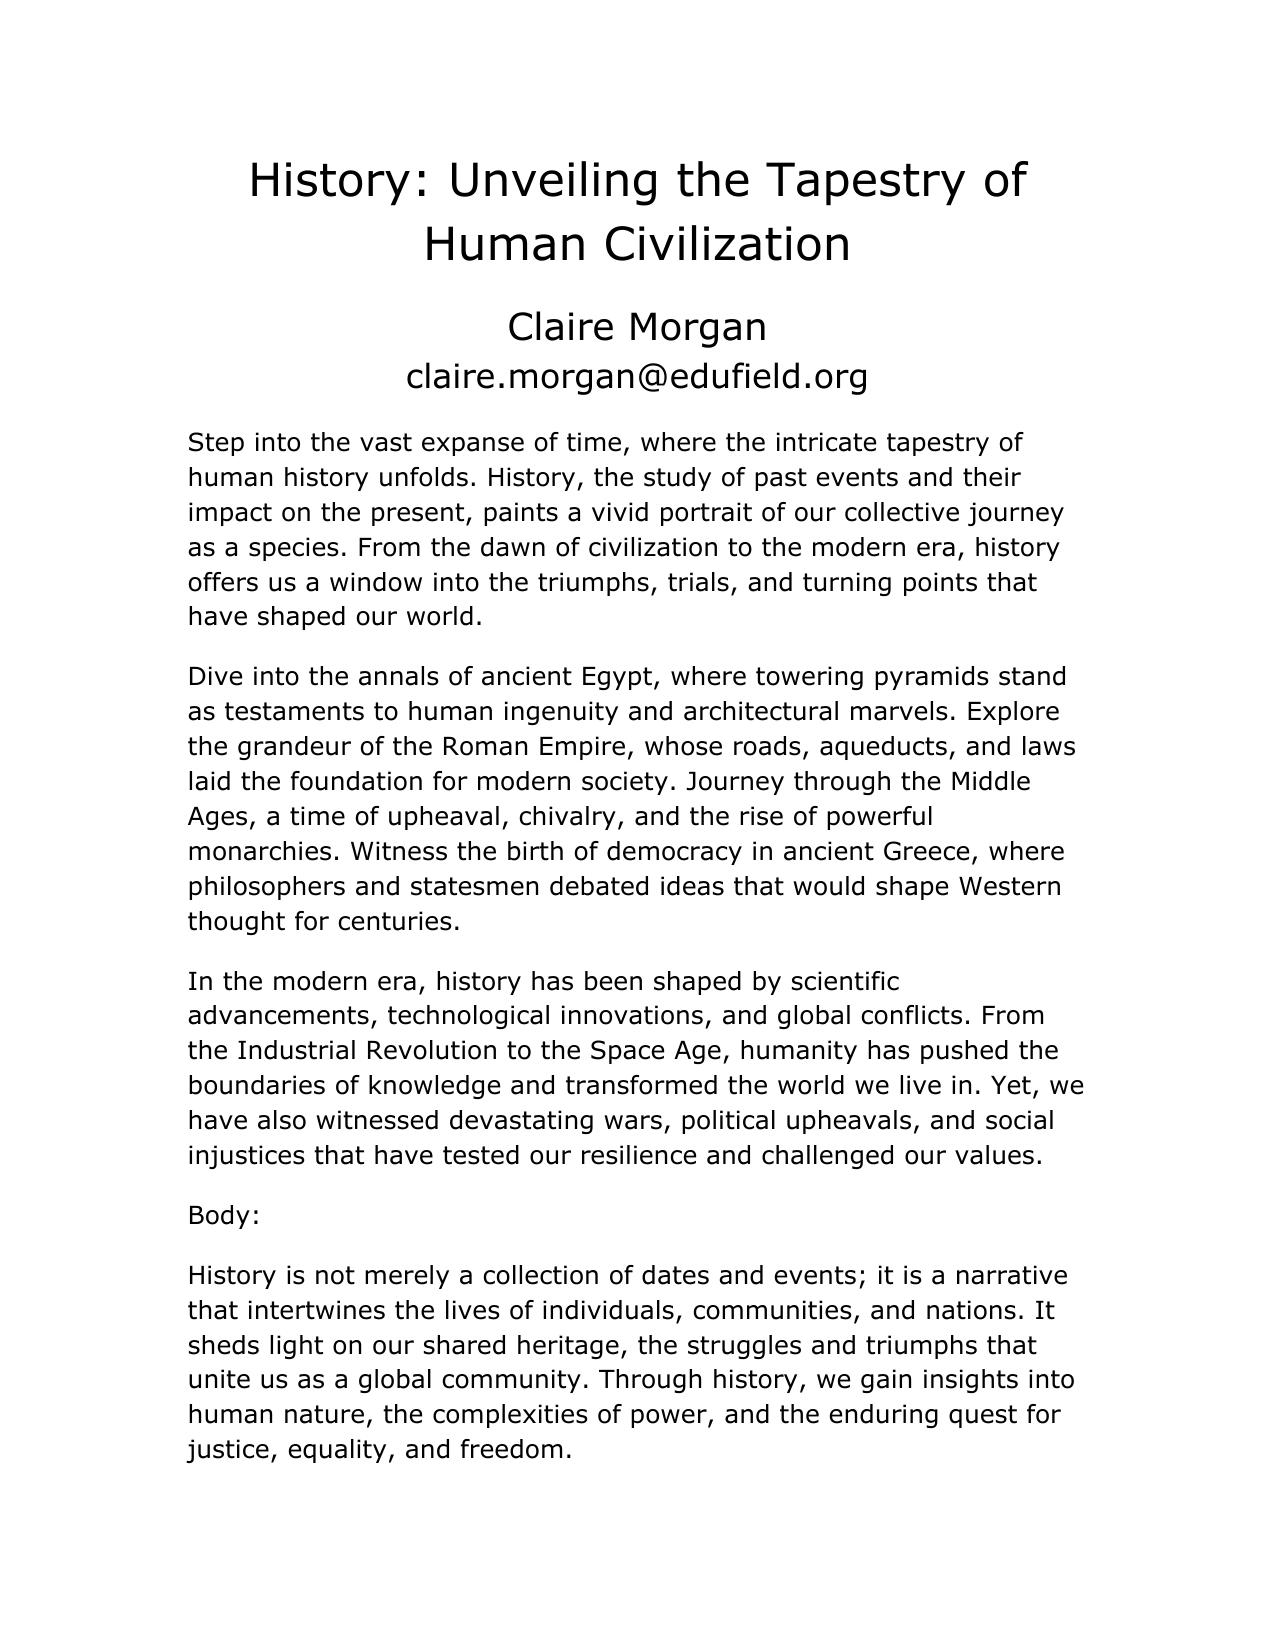 History: Unveiling the Tapestry of
Human Civilization
Claire Morgan
claire.morgan@edufield.org
Step into the vast expanse of time, where the intricate tapestry of
human history unfolds. History, the study of past events and their
impact on the present, paints a vivid portrait of our collective journey
as a species. From the dawn of civilization to the modern era, history
offers us a window into the triumphs, trials, and turning points that
have shaped our world.
Dive into the annals of ancient Egypt, where towering pyramids stand
as testaments to human ingenuity and architectural marvels. Explore
the grandeur of the Roman Empire, whose roads, aqueducts, and laws
laid the foundation for modern society. Journey through the Middle
Ages, a time of upheaval, chivalry, and the rise of powerful
monarchies. Witness the birth of democracy in ancient Greece, where
philosophers and statesmen debated ideas that would shape Western
thought for centuries.
In the modern era, history has been shaped by scientific
advancements, technological innovations, and global conflicts. From
the Industrial Revolution to the Space Age, humanity has pushed the
boundaries of knowledge and transformed the world we live in. Yet, we
have also witnessed devastating wars, political upheavals, and social
injustices that have tested our resilience and challenged our values.
Body:
History is not merely a collection of dates and events; it is a narrative
that intertwines the lives of individuals, communities, and nations. It
sheds light on our shared heritage, the struggles and triumphs that
unite us as a global community. Through history, we gain insights into
human nature, the complexities of power, and the enduring quest for
justice, equality, and freedom.